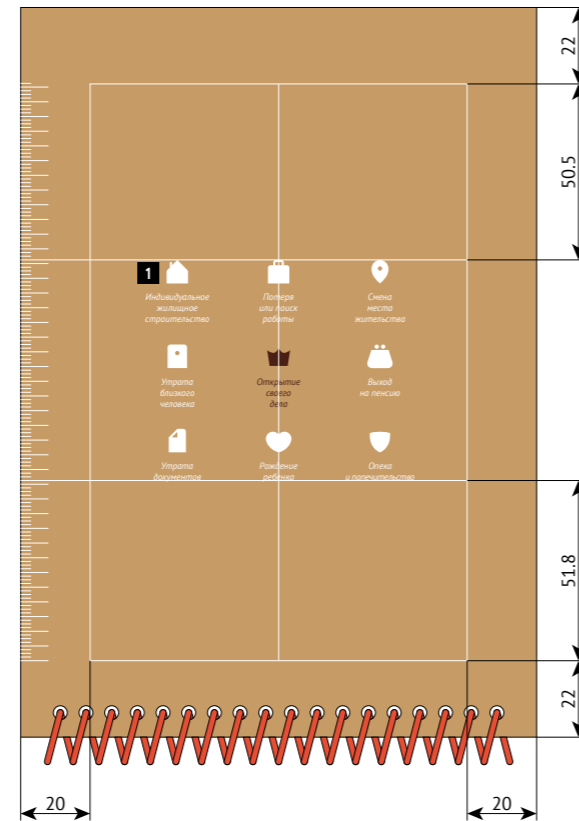 22
50.5
1
Индивидуальное
жилищное
строительство
Потеря
или поиск
работы
Смена
места
жительства
Утрата
близкого
человека
Открытие
своего
дела
Выход
на пенсию
Утрата
документов
Рождение
ребенка
Опека
и попечительство
51.8
22
20
20